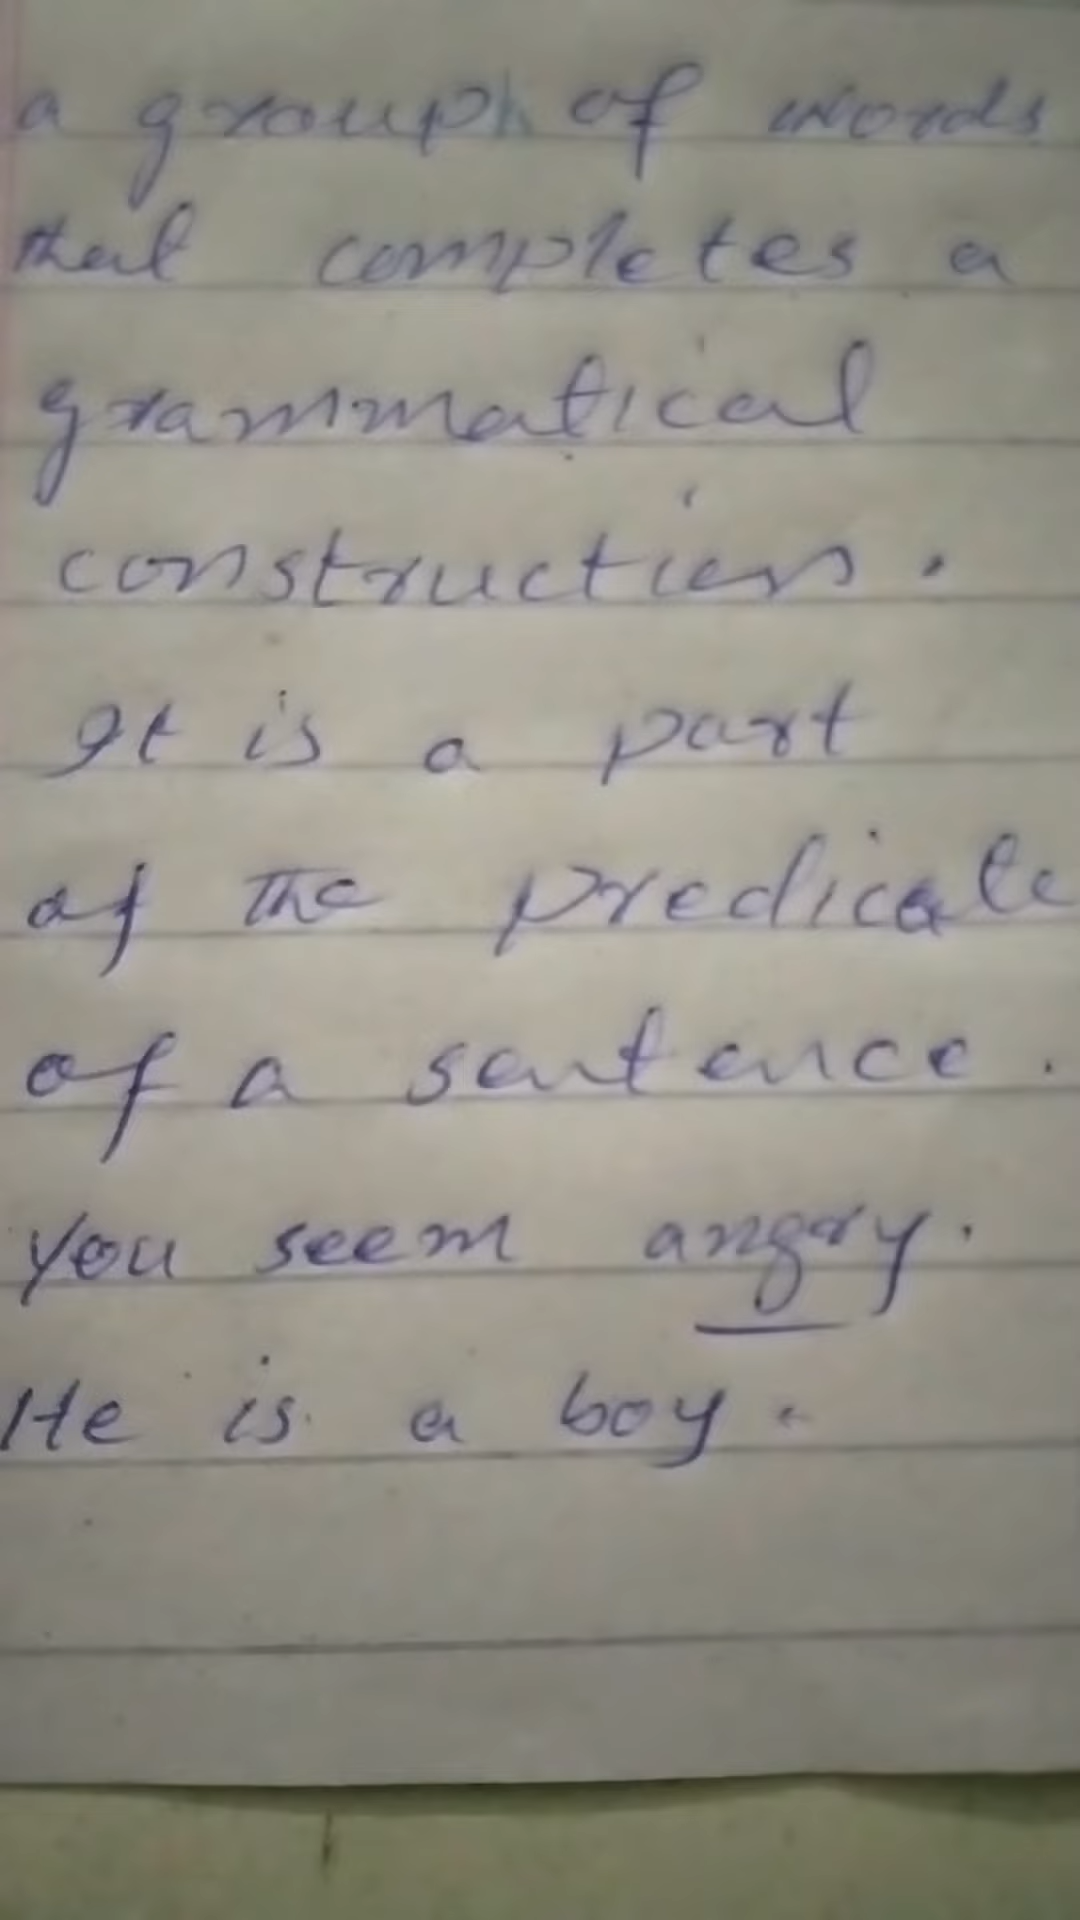 a group of words
that completes a
grammatical
construction.
It is a part
of the predicate
of a sentence.
You seem angry.
He is a boy.